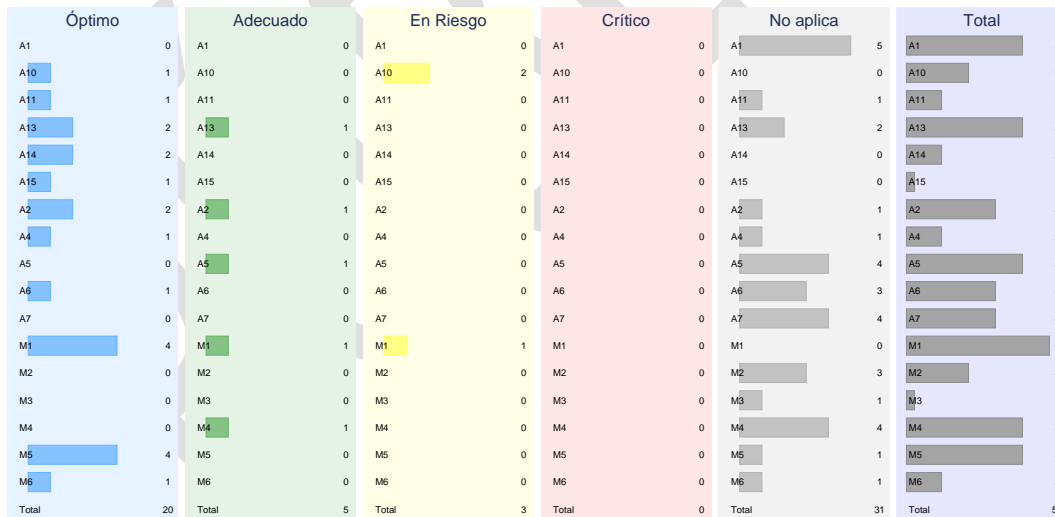 Óptimo Adecuado En Riesgo Crítico No aplica Total
A1 0 A1 0 A1 0 A1 0 A1 5 A1
A10 1 A10 0 A10 2 A10 0 A10 0 A10
A11 1 A11 0 A11 0 A11 0 A11 1 A11
A13 2 A13 1 A13 0 A13 0 A13 2 A13
A14 2 A14 0 A14 0 A14 0 A14 0 A14
A15 1 A15 0 A15 0 A15 0 A15 0 A15
A2 2 A2 1 A2 0 A2 0 A2 1 A2
A4 1 A4 0 A4 0 A4 0 A4 1 A4
A5 0 A5 1 A5 0 A5 0 A5 4 A5
A6 1 A6 0 A6 0 A6 0 A6 3 A6
A7 0 A7 0 A7 0 A7 0 A7 4 A7
M1 4 M1 1 M1 1 M1 0 M1 0 M1
M2 0 M2 0 M2 0 M2 0 M2 3 M2
M3 0 M3 0 M3 0 M3 0 M3 1 M3
M4 0 M4 1 M4 0 M4 0 M4 4 M4
M5 4 M5 0 M5 0 M5 0 M5 1 M5
M6 1 M6 0 M6 0 M6 0 M6 1 M6
Total 20 Total 5 Total 3 Total 0 Total 31 Total